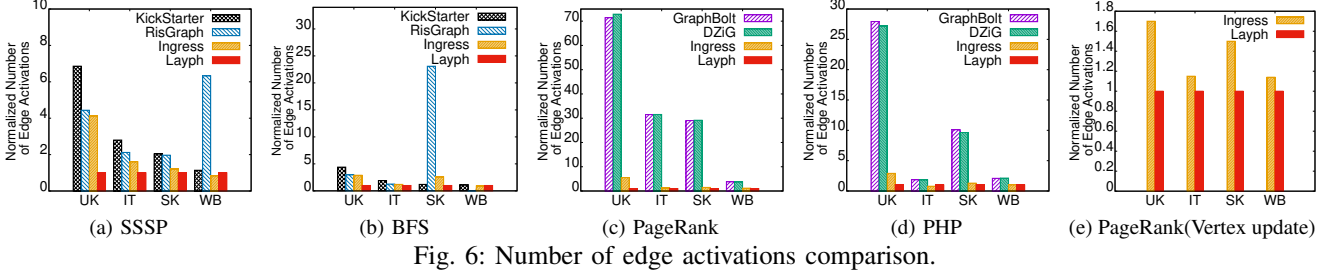 Normalized Number
of Edge Activations
10
8
6
4
2
0
KickStarter
RisGraph
Ingress
Layph
UK IT SK WB
(a) SSSP
Normalized Number
of Edge Activations
30
25
20
15
10
5
0
KickStarter
RisGraph
Ingress
Layph
UK IT SK WB
(b) BFS
Normalized Number
of Edge Activations
70
60
50
40
30
20
10
0
GraphBolt
DZiG
Ingress
Layph
UK IT SK WB
(c) PageRank
Normalized Number
of Edge Activations
30
25
20
15
10
5
0
GraphBolt
DZiG
Ingress
Layph
UK IT SK WB
(d) PHP
Normalized Number
of Edge Activations
1.8
1.6
1.4
1.2
1
0.8
0.6
0.4
0.2
0
Ingress
Layph
UK IT SK WB
(e) PageRank(Vertex update)
Fig. 6: Number of edge activations comparison.